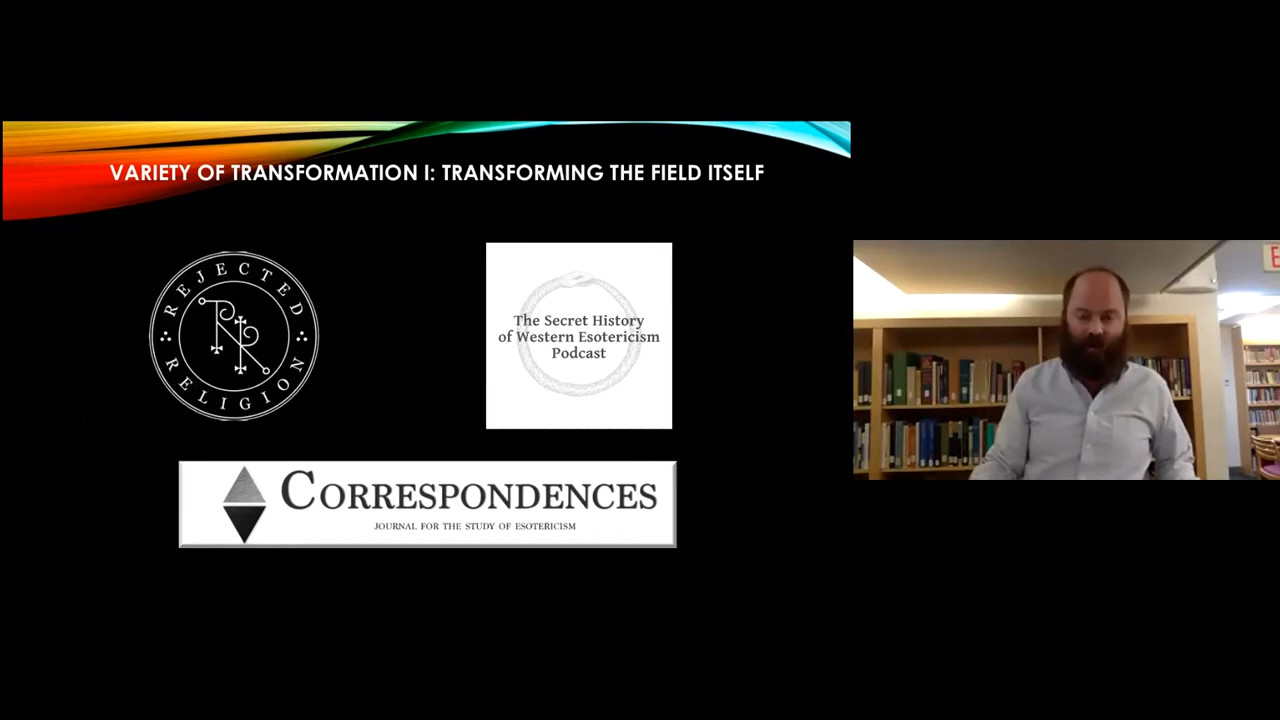 VARIETY OF TRANSFORMATION I: TRANSFORMING THE FIELD ITSELF
REJECTED
RELIGION
The Secret History
of Western Esotericism
Podcast
CORRESPONDENCES
JOURNAL FOR THE STUDY OF ESOTERICISM
E